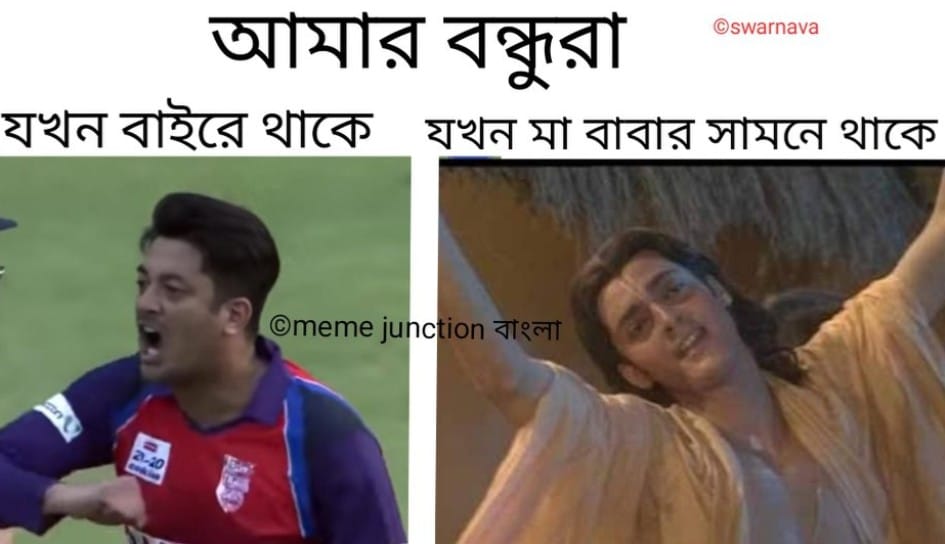 আমার বন্ধুরা
©swarnava
যখন বাইরে থাকে
যখন মা বাবার সামনে থাকে
©meme junction বাংলা